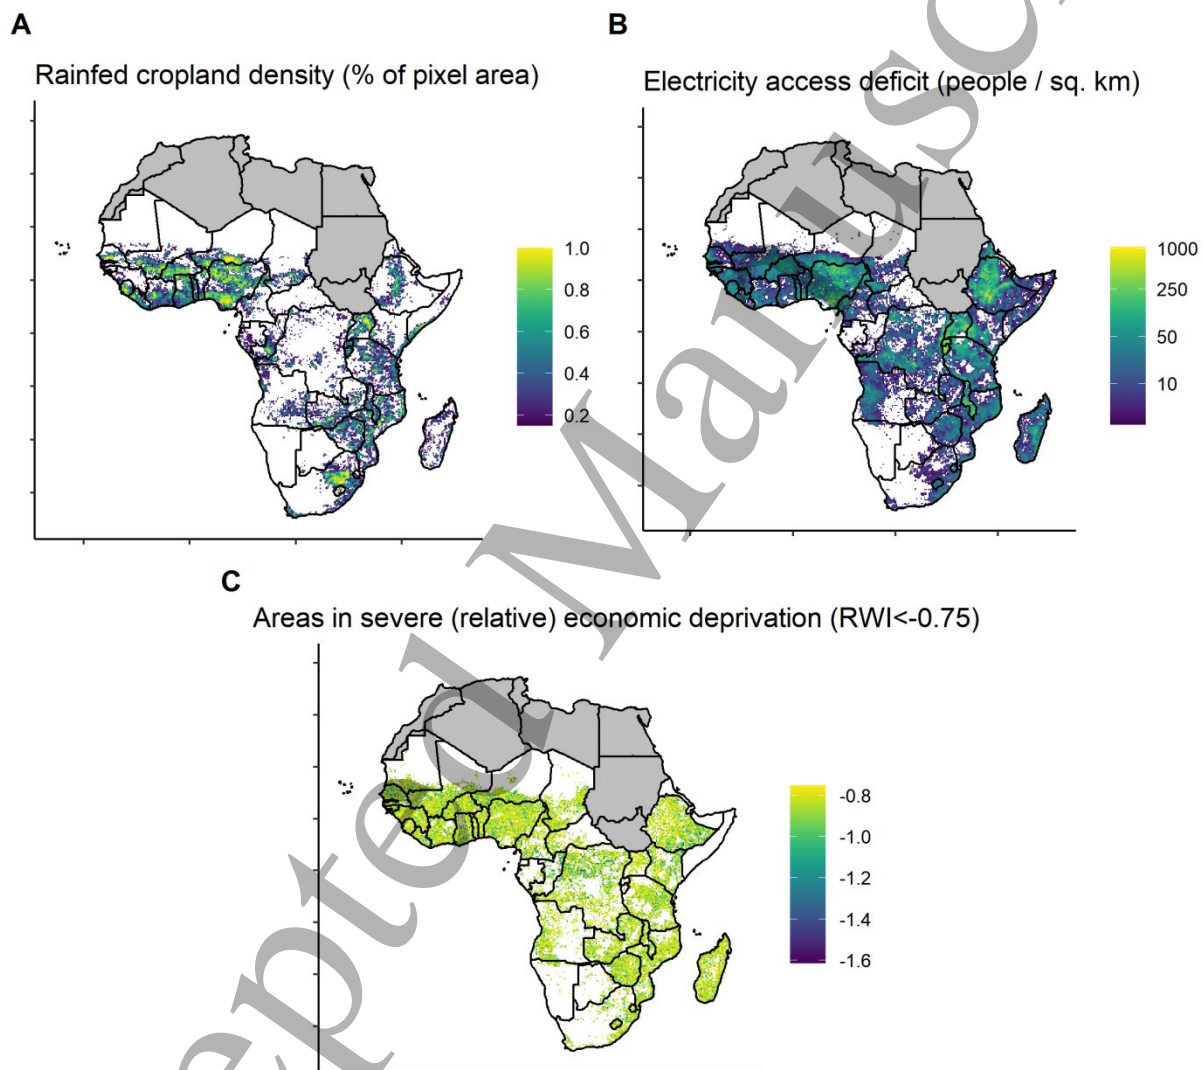 A
B
Rainfed cropland density (% of pixel area)
Electricity access deficit (people / sq. km)
1.0
0.8
0.6
0.4
0.2
1000
250
50
10
C
Areas in severe (relative) economic deprivation (RWI<-0.75)
-0.8
-1.0
-1.2
-1.4
-1.6
epted Manusc